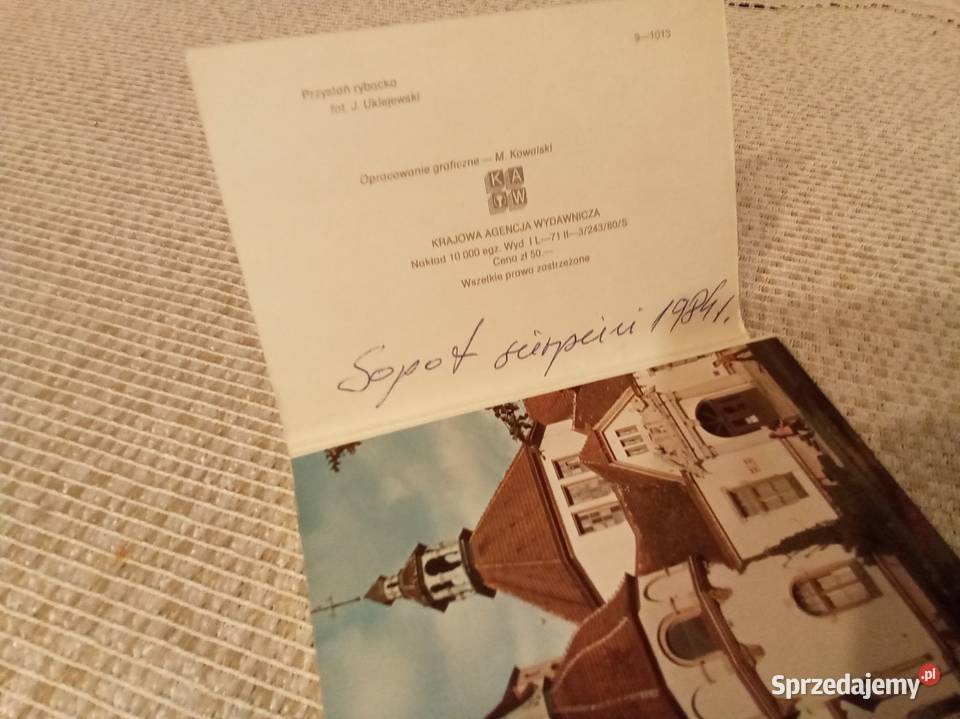 9—1013
Przystań rybacka
fot. J. Uklejewski
Opracowanie graficzne — M. Kowalski
KA
W
KRAJOWA AGENCJA WYDAWNICZA
Nakład 10 000 egz. Wyd. I L—71 II—3/243/80/S
Cena zł 50.—
Wszelkie prawa zastrzeżone
Sopot sierpień 1984r.
Sprzedajemy.pl